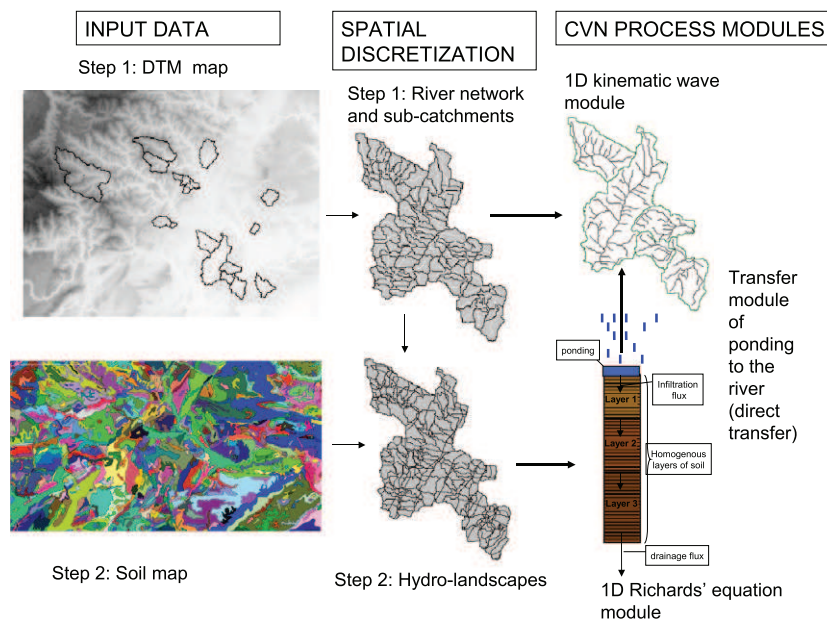 INPUT DATA
Step 1: DTM map
Step 2: Soil map
SPATIAL
DISCRETIZATION
Step 1: River network
and sub-catchments
Step 2: Hydro-landscapes
CVN PROCESS MODULES
1D kinematic wave
module
Transfer
module
of
ponding
to the
river
(direct
transfer)
ponding
Infiltration
flux
Layer 1
Layer 2
Homogenous
layers of soil
Layer 3
drainage flux
1D Richards' equation
module